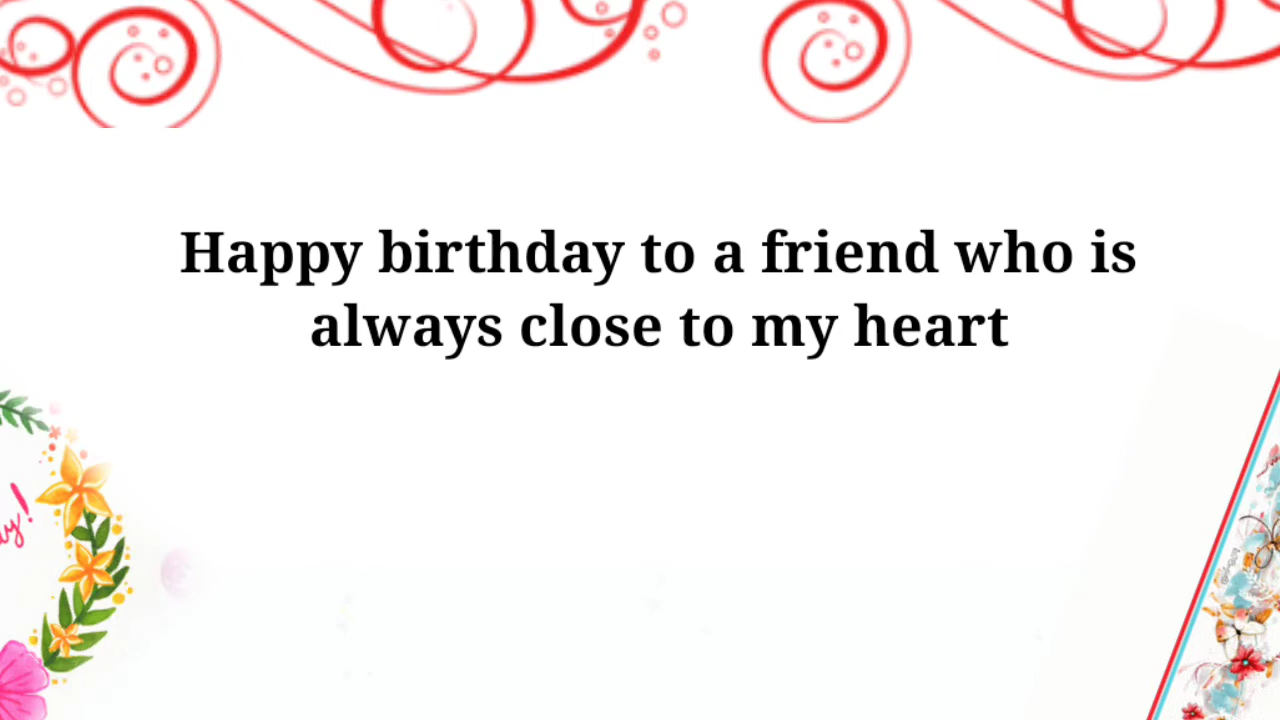 Happy birthday to a friend who is
always close to my heart